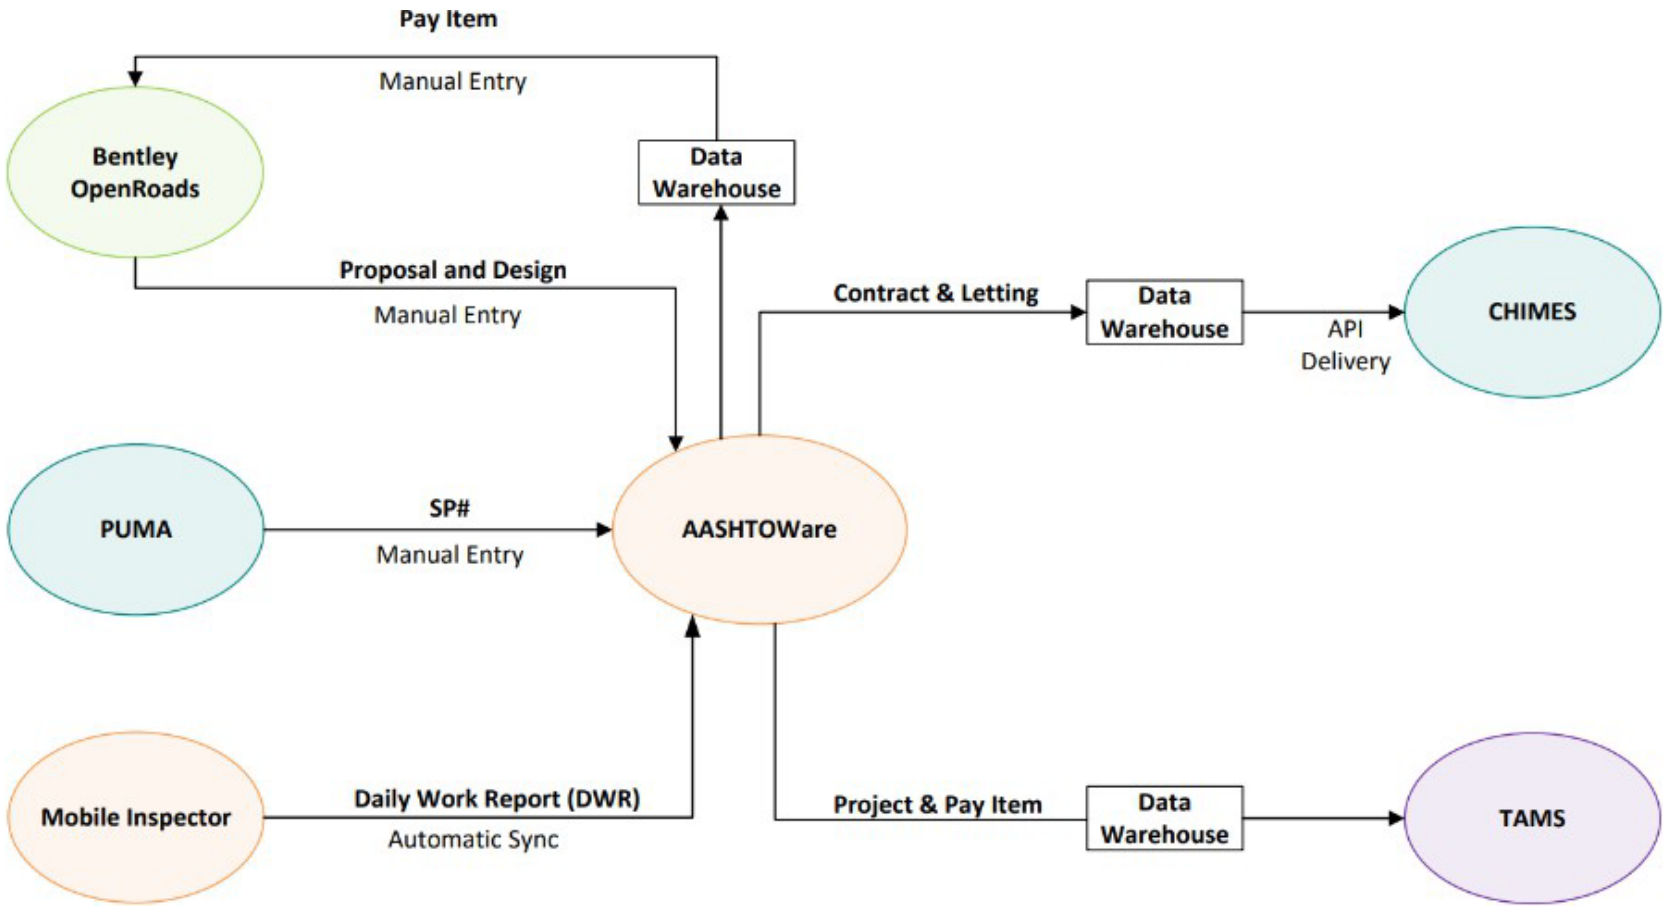 Pay Item
Manual Entry
Bentley
OpenRoads
Data
Warehouse
Proposal and Design
Manual Entry
Contract & Letting
Data
Warehouse
API
Delivery
CHIMES
PUMA
SP#
Manual Entry
AASHTOWare
Mobile Inspector
Daily Work Report (DWR)
Automatic Sync
Project & Pay Item
Data
Warehouse
TAMS